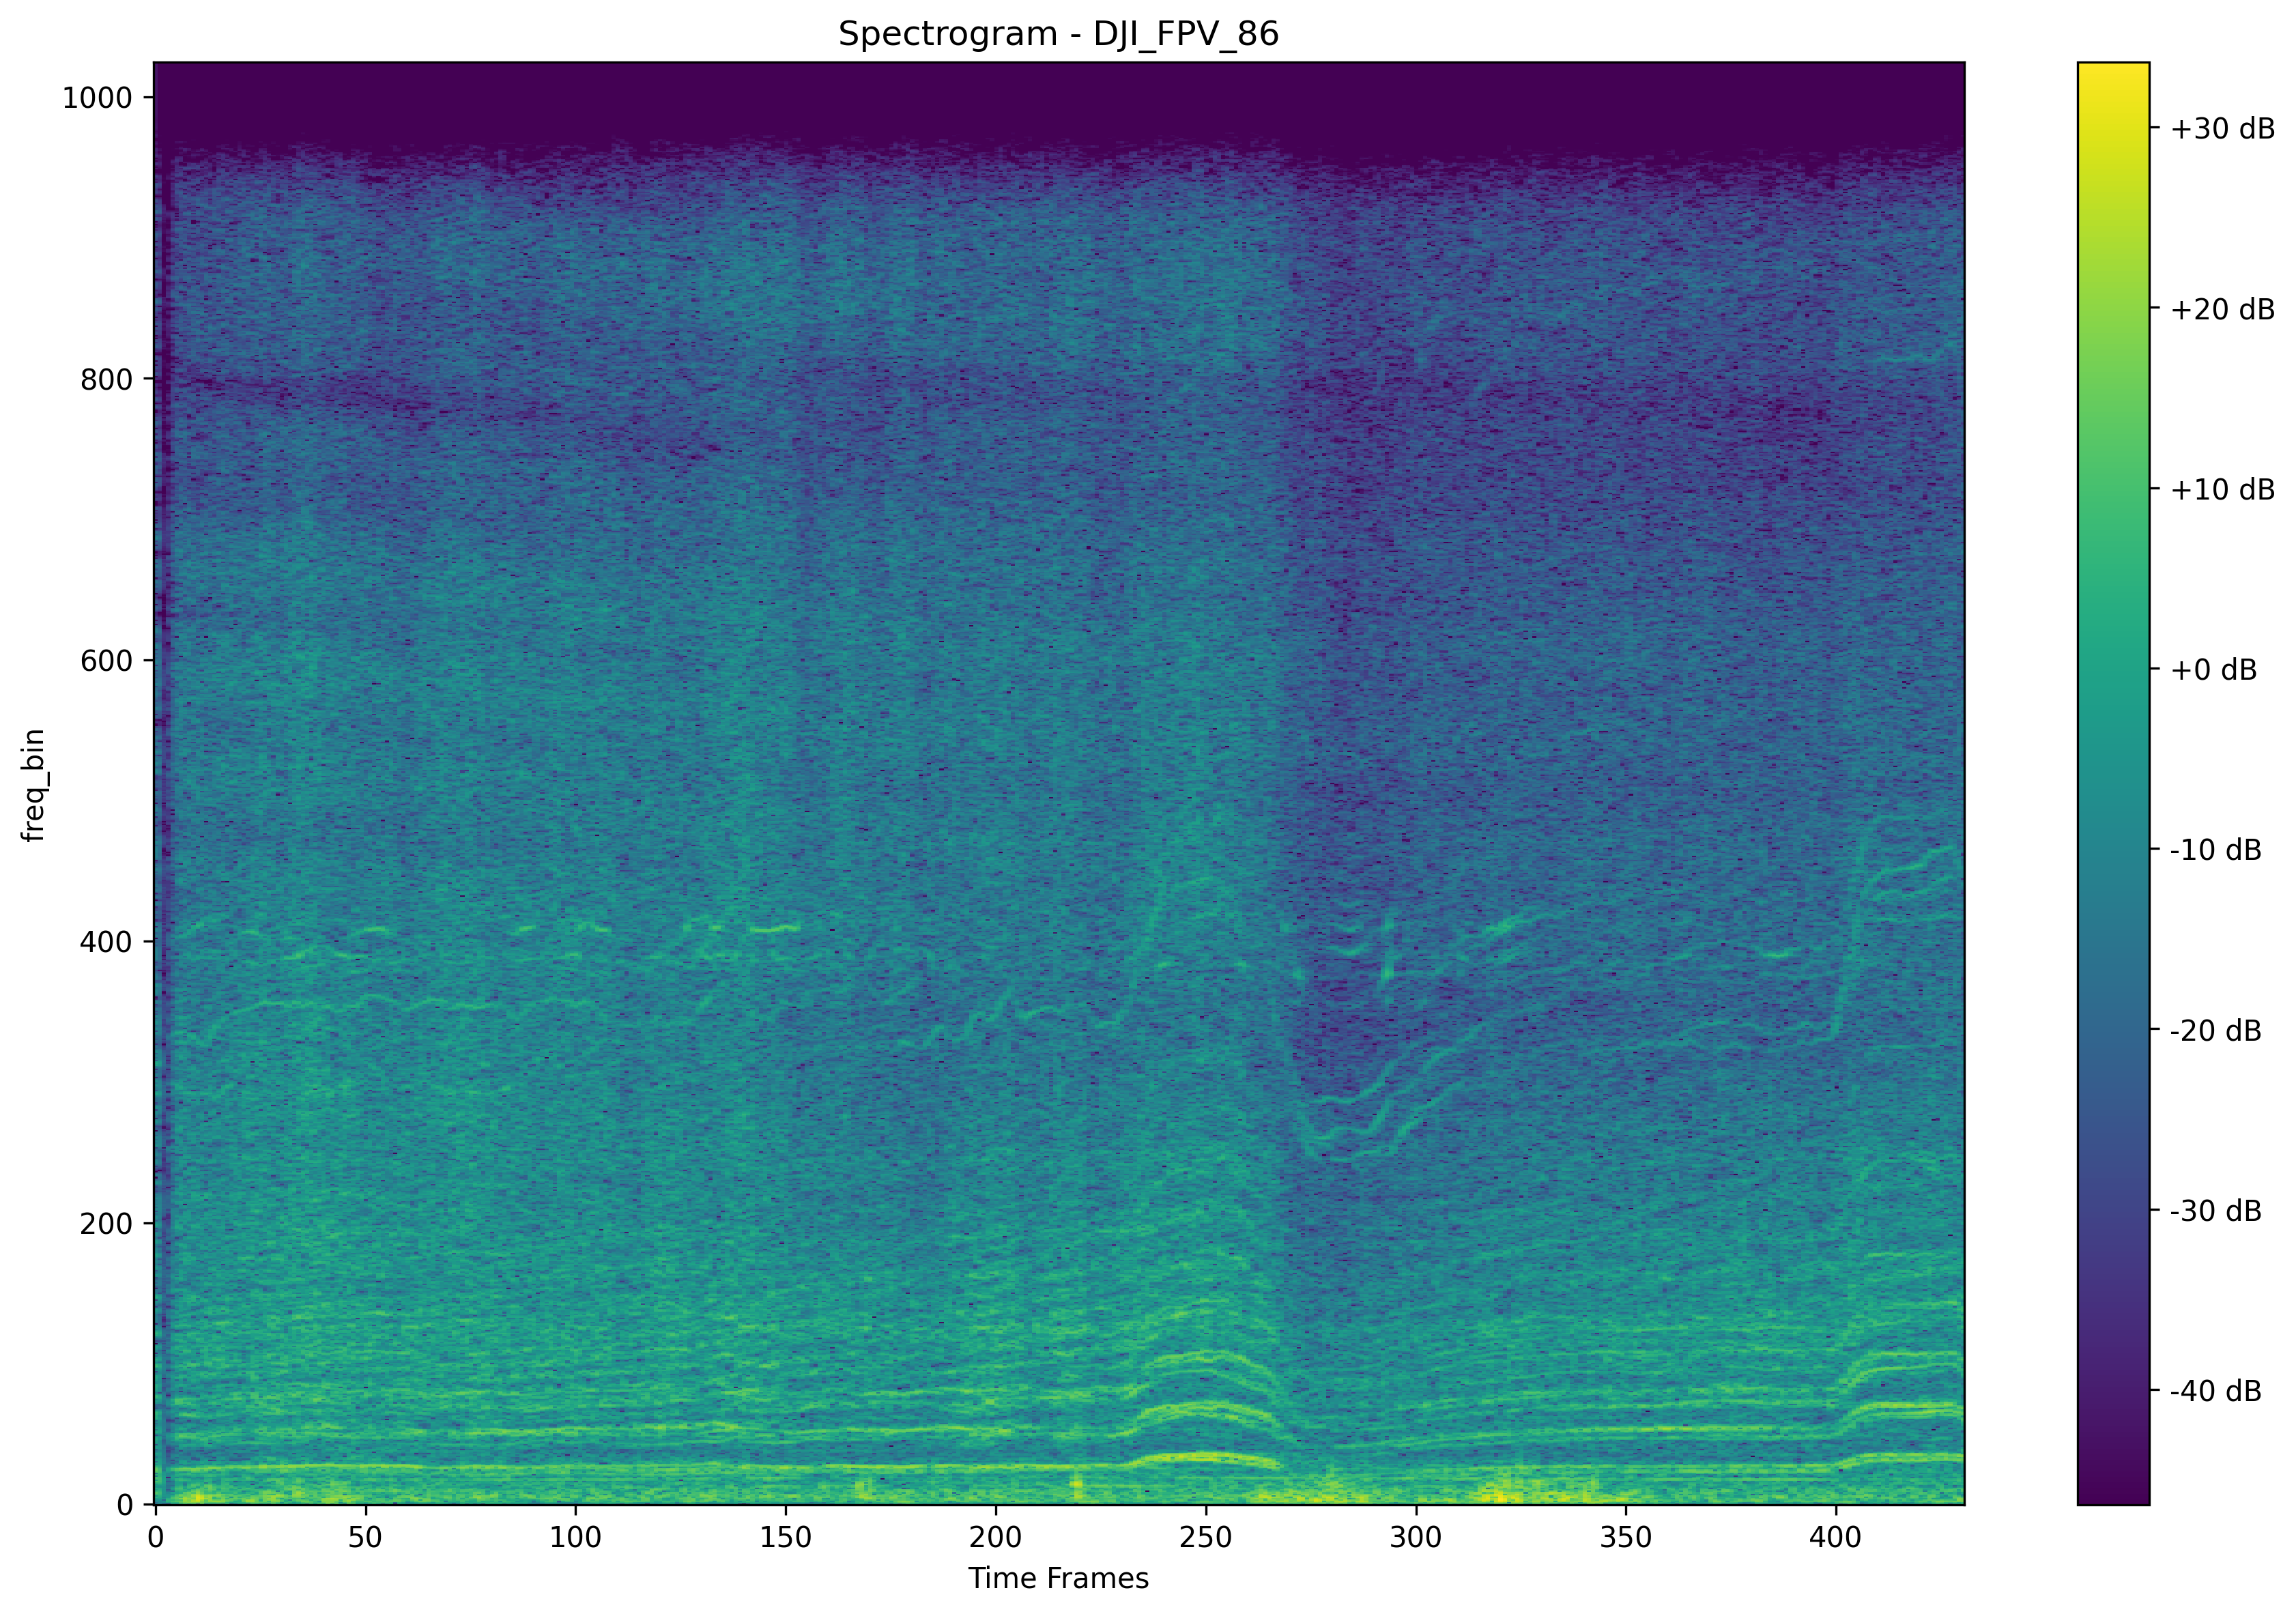 Spectrogram - DJI_FPV_86
1000
800
600
400
200
0
freq_bin
0 50 100 150 200 250 300 350 400
Time Frames
+30 dB
+20 dB
+10 dB
+0 dB
-10 dB
-20 dB
-30 dB
-40 dB